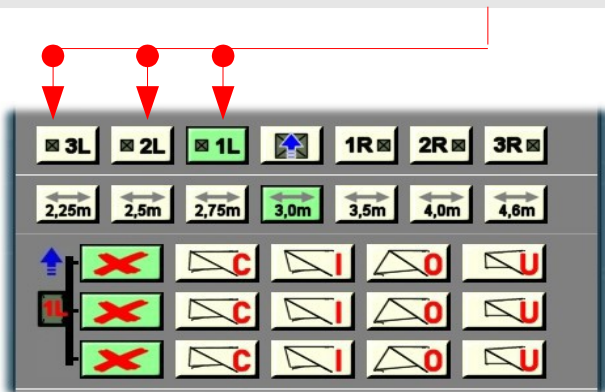 3L 2L 1L 1R 2R 3R
2,25m 2,5m 2,75m 3,0m 3,5m 4,0m 4,6m
C I O U
1L C I O U
C I O U